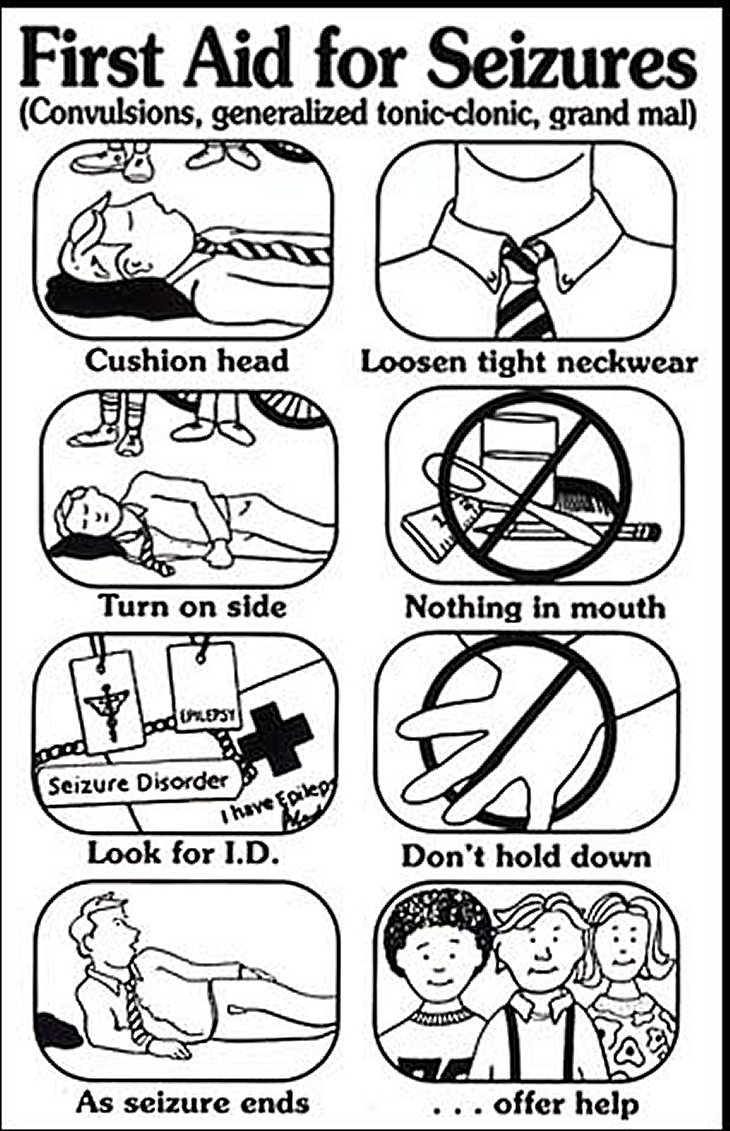 First Aid for Seizures
(Convulsions, generalized tonic-clonic, grand mal)
Cushion head
Loosen tight neckwear
Turn on side
Nothing in mouth
EPILEPSY
Seizure Disorder
I have Epilep
Look for I.D.
Don't hold down
As seizure ends
. . . offer help